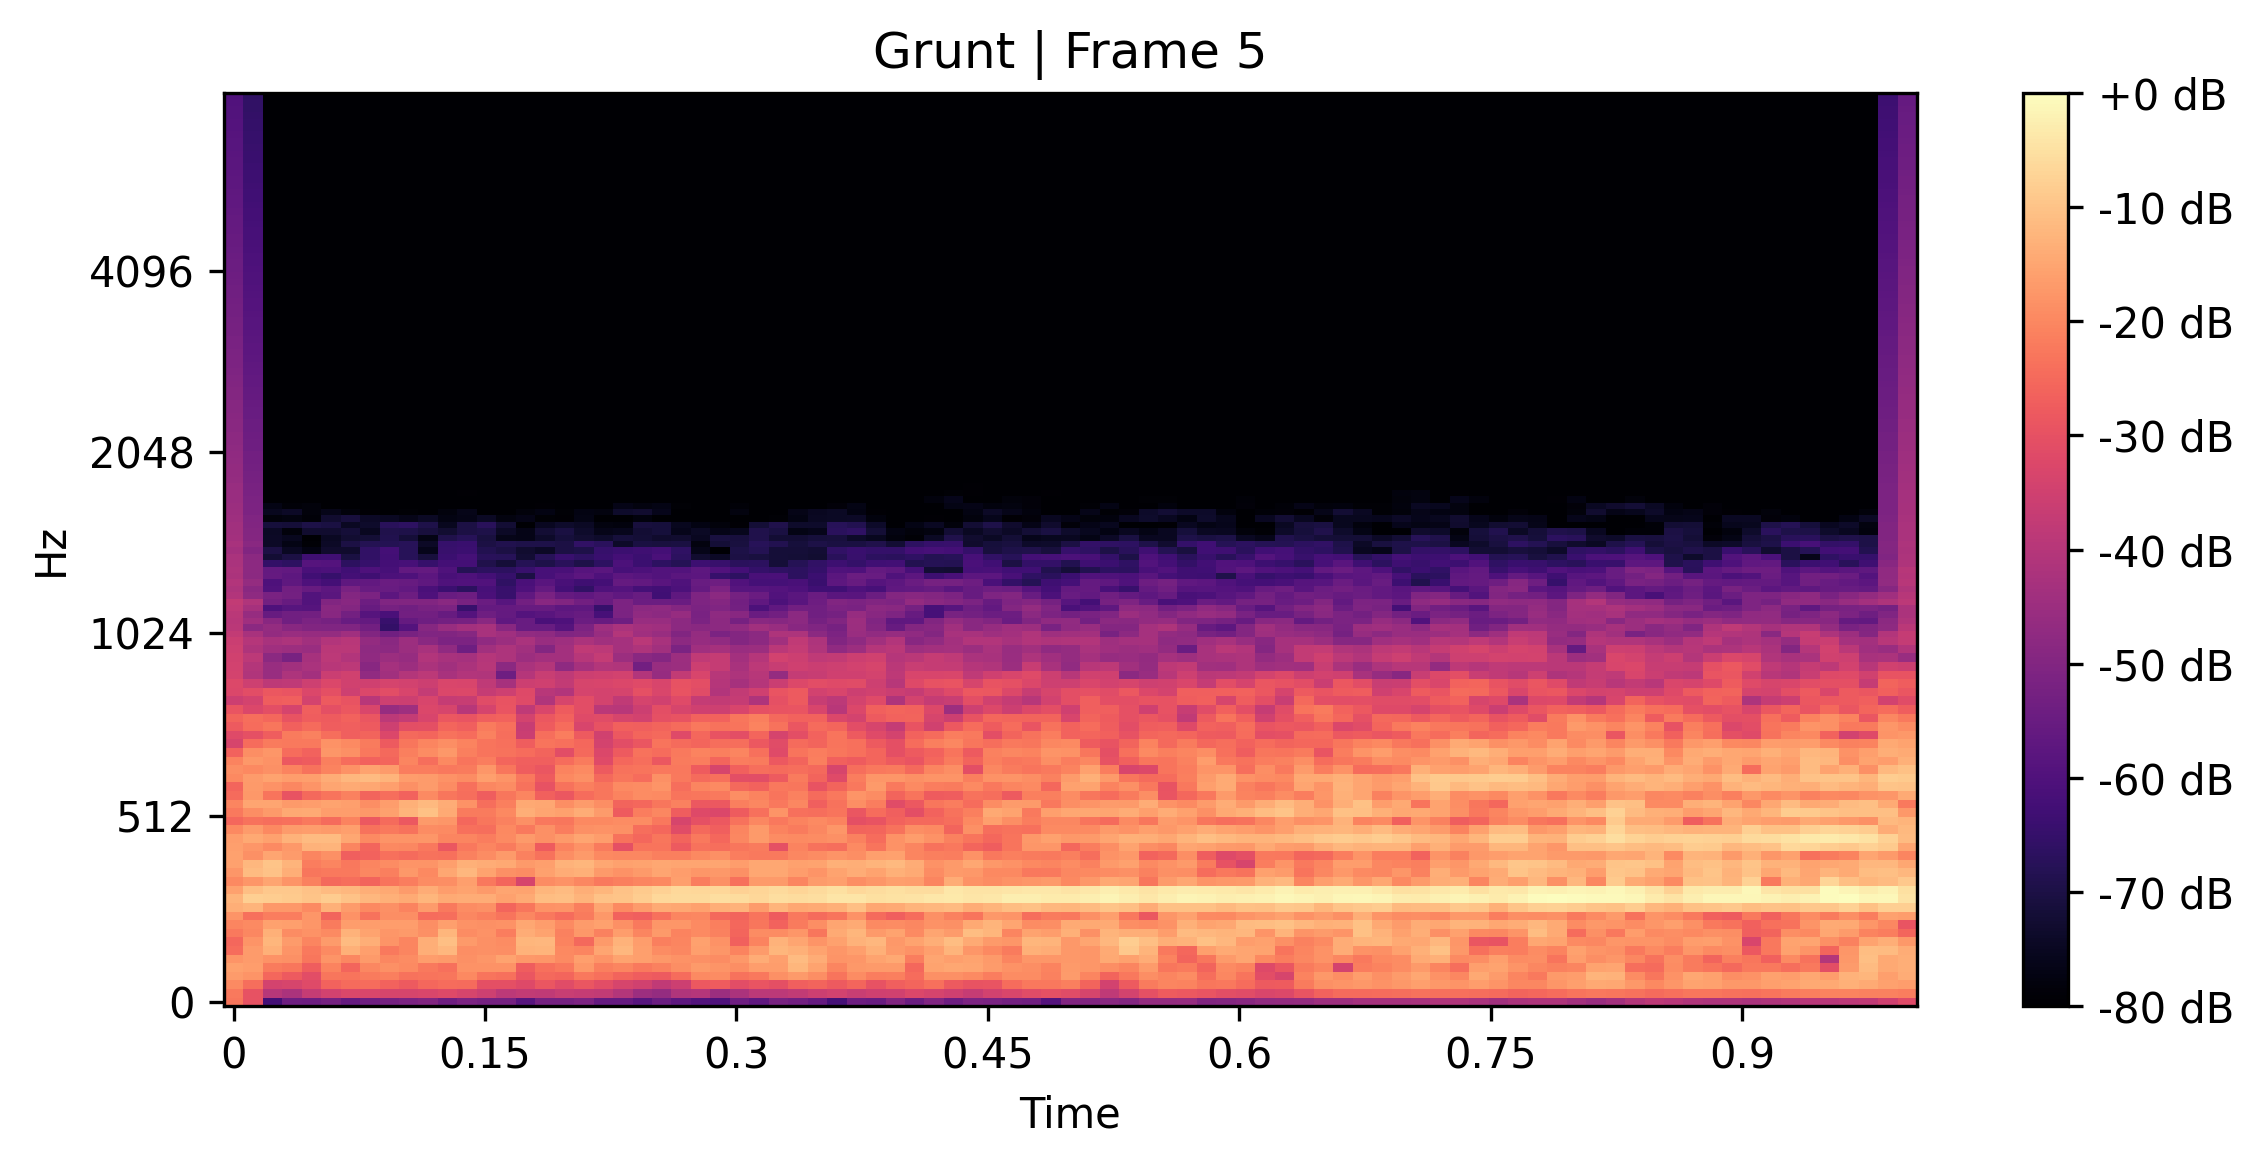 Grunt | Frame 5
Hz
4096
2048
1024
512
0
0 0.15 0.3 0.45 0.6 0.75 0.9
Time
+0 dB
-10 dB
-20 dB
-30 dB
-40 dB
-50 dB
-60 dB
-70 dB
-80 dB